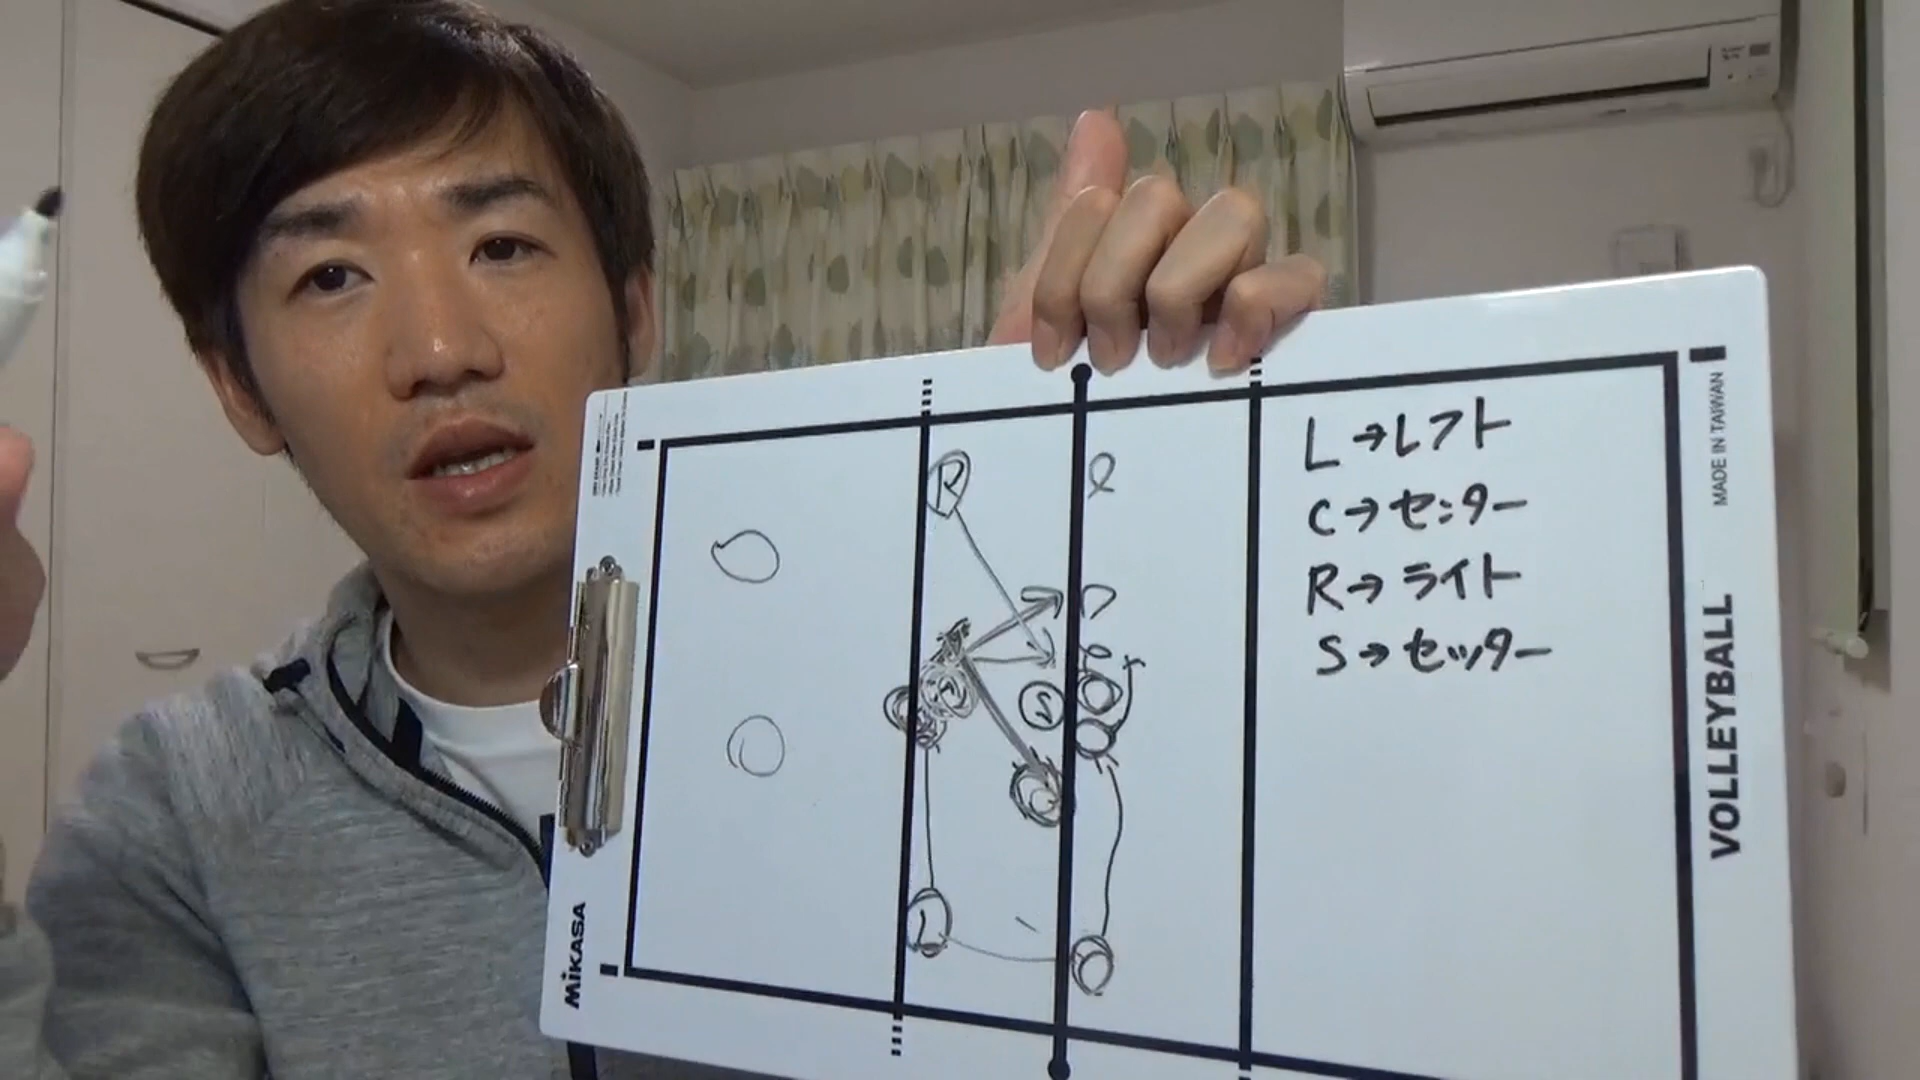 L→レフト
C→センター
R→ライト
S→セッター
R
S
L
MiKASA
VOLLEYBALL
MADE IN TAIWAN